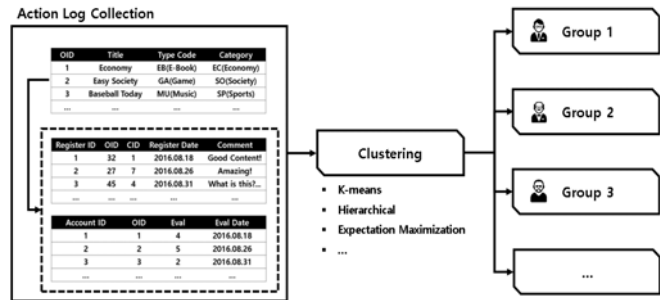 Action Log Collection
OID Title Type Code Category
1 Economy EB(E-Book) EC(Economy)
2 Easy Society GA(Game) SO(Society)
3 Baseball Today MU(Music) SP(Sports)
... ... ... ...
Register ID OID CID Register Date Comment
1 32 1 2016.08.18 Good Content!
2 27 7 2016.08.26 Amazing!
3 45 4 2016.08.31 What is this?...
... ... ... ... ...
Account ID OID Eval Eval Date
1 1 4 2016.08.18
2 2 5 2016.08.26
3 3 2 2016.08.31
... ... ... ...
Clustering
• K-means
• Hierarchical
• Expectation Maximization
• ...
Group 1
Group 2
Group 3
...